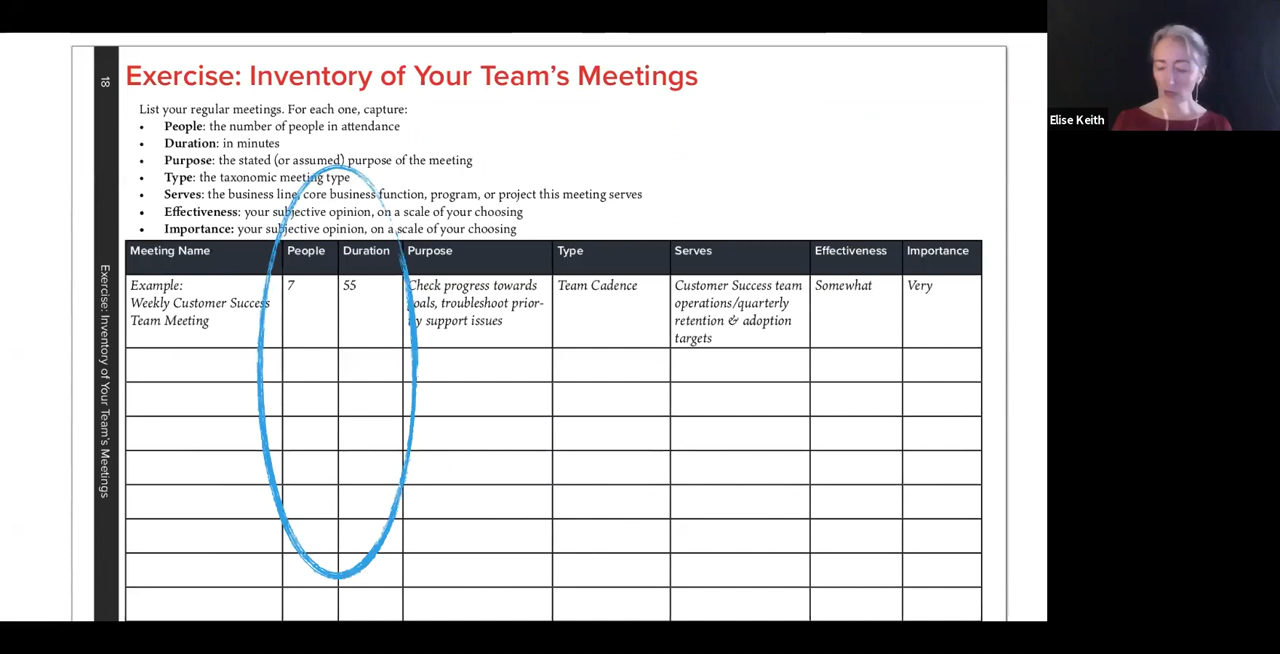 18
Exercise: Inventory of Your Team's Meetings
Exercise: Inventory of Your Team's Meetings
List your regular meetings. For each one, capture:
• People: the number of people in attendance
• Duration: in minutes
• Purpose: the stated (or assumed) purpose of the meeting
• Type: the taxonomic meeting type
• Serves: the business line, core business function, program, or project this meeting serves
• Effectiveness: your subjective opinion, on a scale of your choosing
• Importance: your subjective opinion, on a scale of your choosing
Meeting Name People Duration Purpose Type Serves Effectiveness Importance
Example: 7 55 Check progress towards Team Cadence Customer Success team Somewhat Very
Weekly Customer Success goals, troubleshoot prior- operations/quarterly
Team Meeting ity support issues retention & adoption
targets
Elise Keith